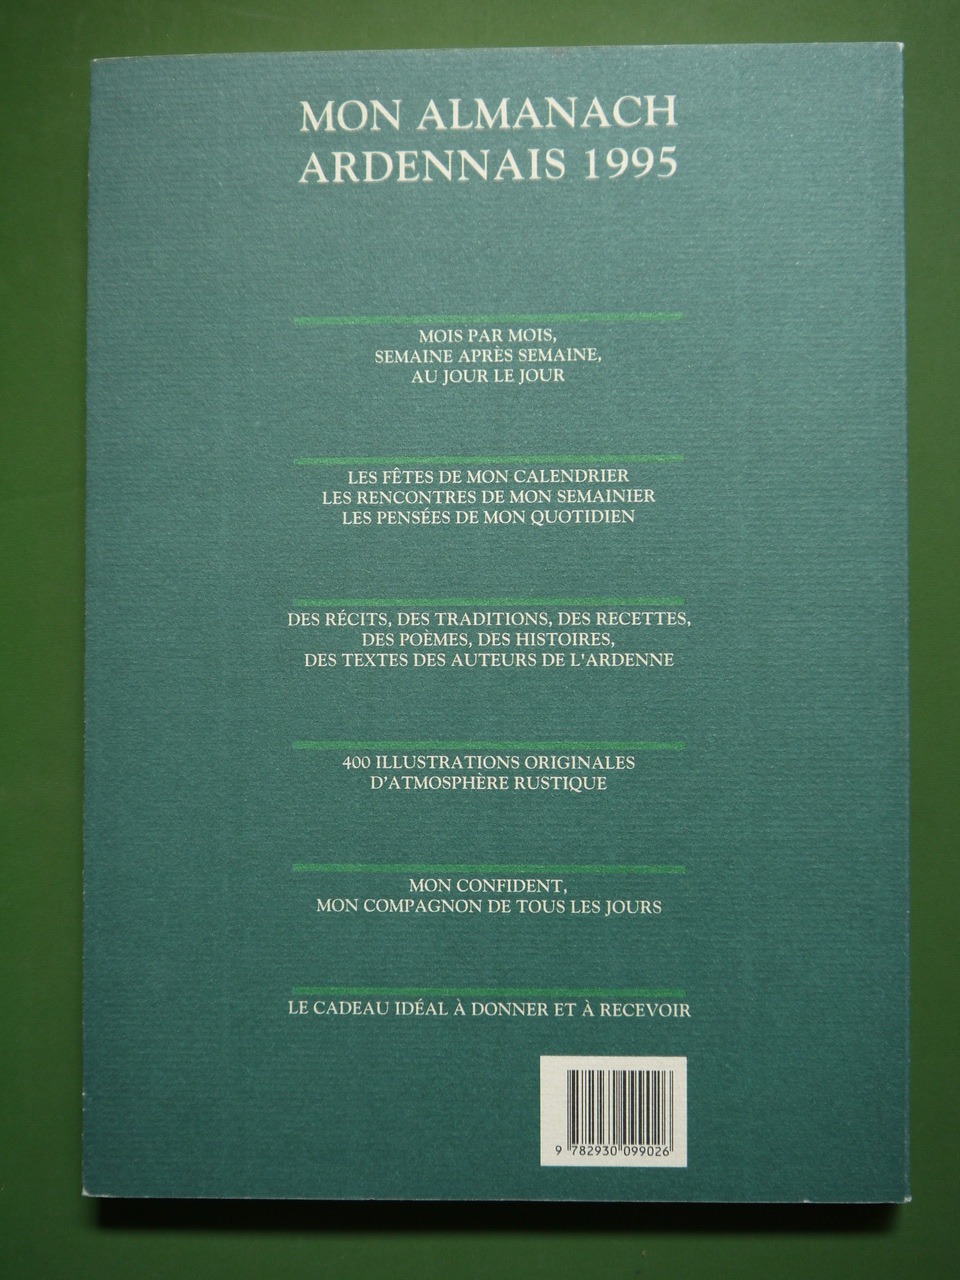 MON ALMANACH
ARDENNAIS 1995
MOIS PAR MOIS,
SEMAINE APRÈS SEMAINE,
AU JOUR LE JOUR
LES FÊTES DE MON CALENDRIER
LES RENCONTRES DE MON SEMAINIER
LES PENSÉES DE MON QUOTIDIEN
DES RÉCITS, DES TRADITIONS, DES RECETTES,
DES POÈMES, DES HISTOIRES,
DES TEXTES DES AUTEURS DE L'ARDENNE
400 ILLUSTRATIONS ORIGINALES
D'ATMOSPHÈRE RUSTIQUE
MON CONFIDENT,
MON COMPAGNON DE TOUS LES JOURS
LE CADEAU IDÉAL À DONNER ET À RECEVOIR
9 782930 099026